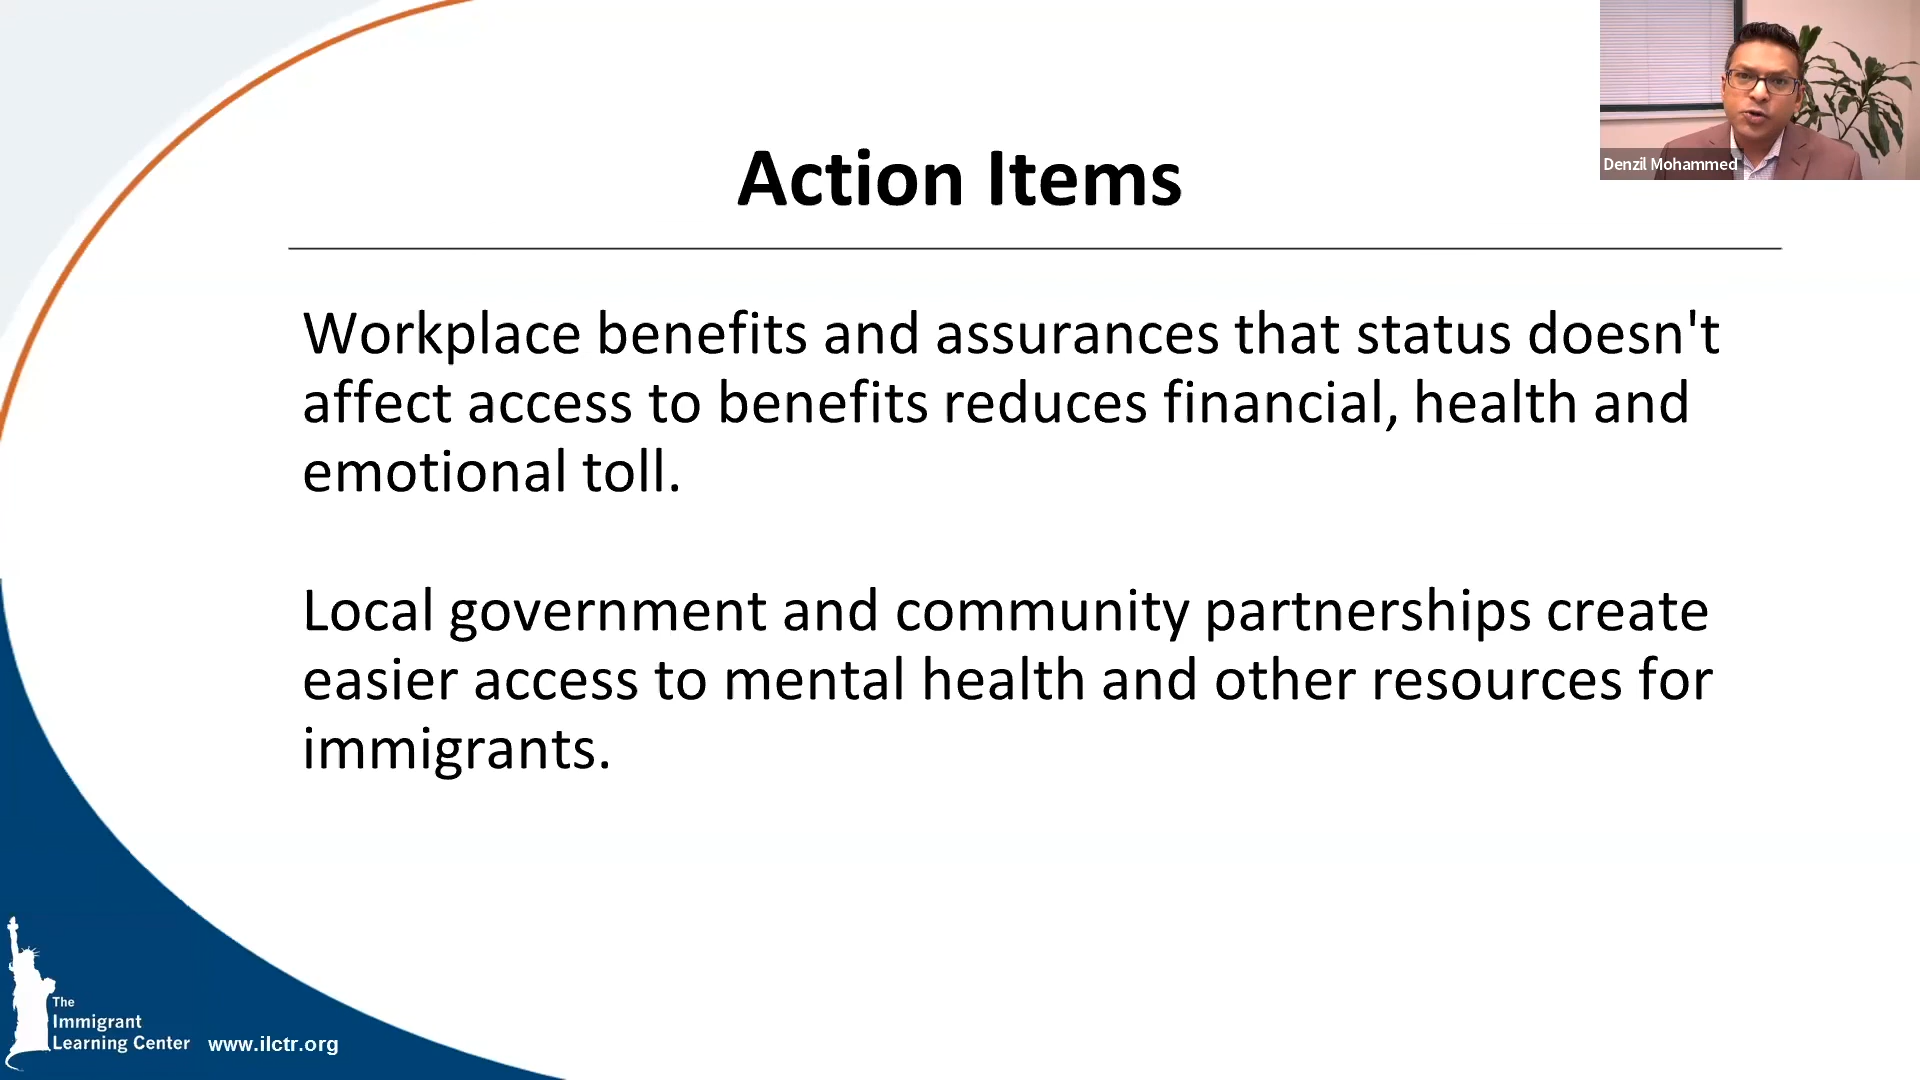 Denzil Mohammed
Action Items
Workplace benefits and assurances that status doesn't
affect access to benefits reduces financial, health and
emotional toll.
Local government and community partnerships create
easier access to mental health and other resources for
immigrants.
The
Immigrant
Learning Center
www.ilctr.org